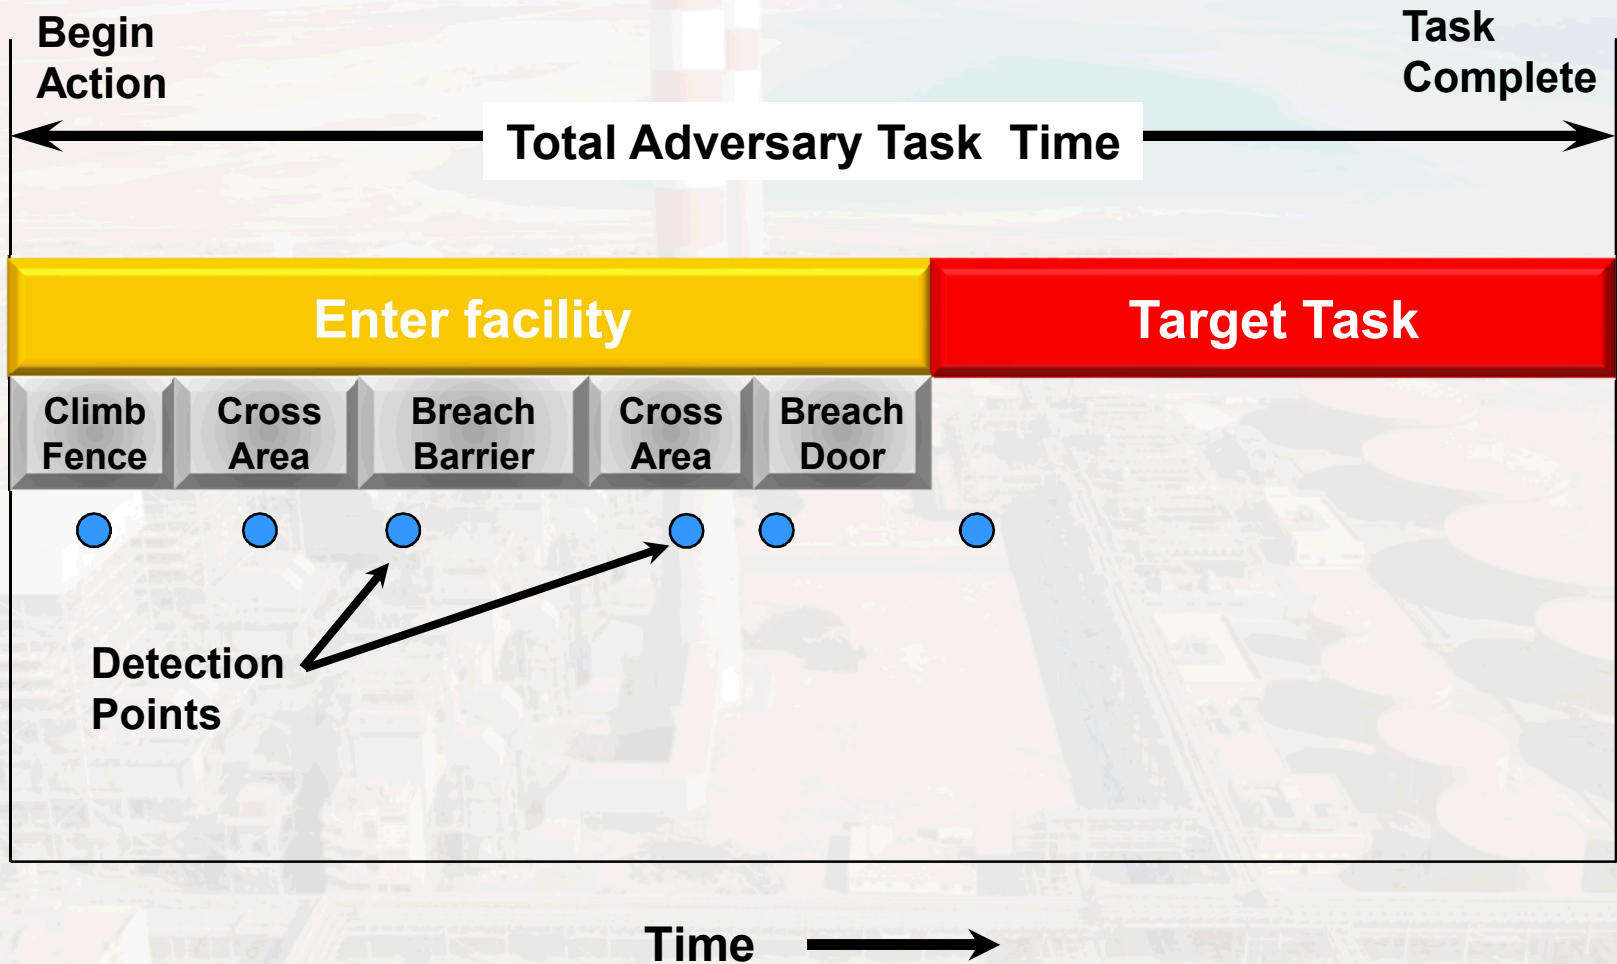 Begin
Action
Task
Complete
Total Adversary Task Time
Enter facility
Target Task
Climb
Fence
Cross
Area
Breach
Barrier
Cross
Area
Breach
Door
Detection
Points
Time